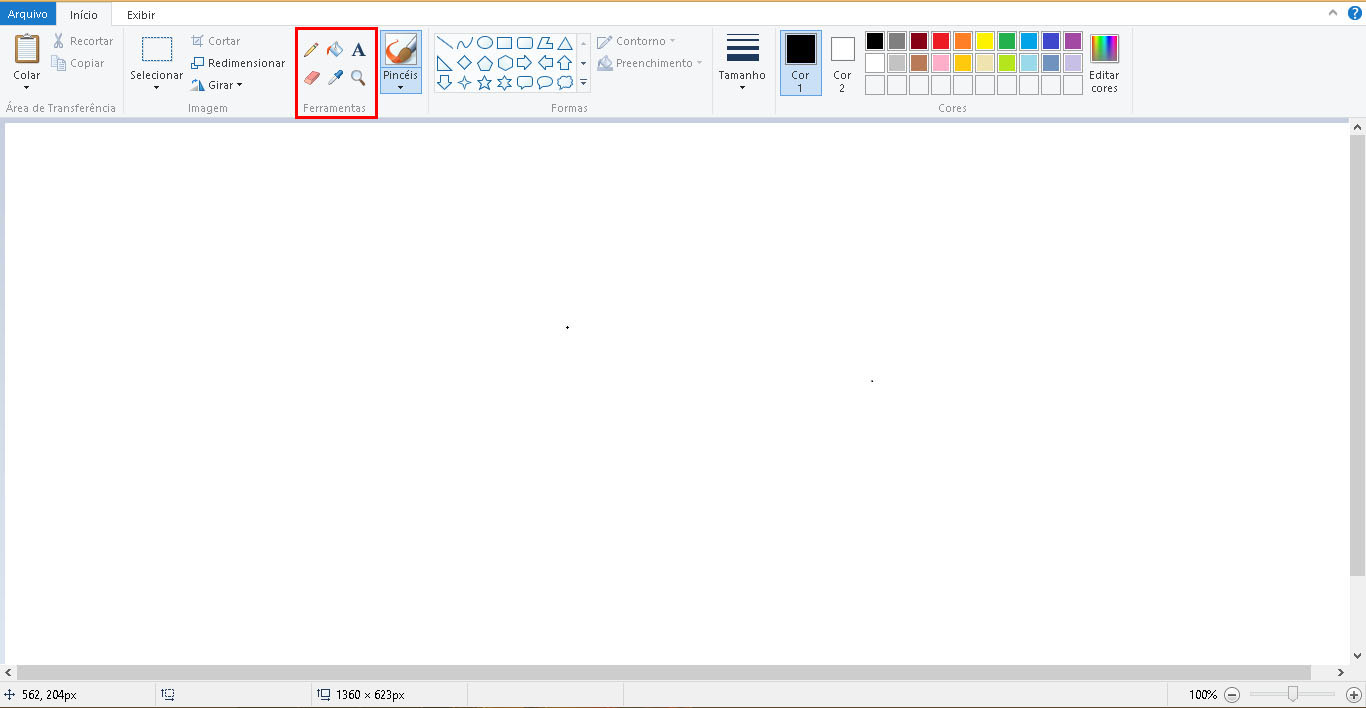 Arquivo Início Exibir
Colar
Recortar
Copiar
Área de Transferência
Selecionar
Cortar
Redimensionar
Girar
Imagem
A
Ferramentas
Pincéis
Contorno
Preenchimento
Formas
Tamanho
Cor
1
Cor
2
Editar
cores
Cores
562, 204px
1360 × 623px
100%